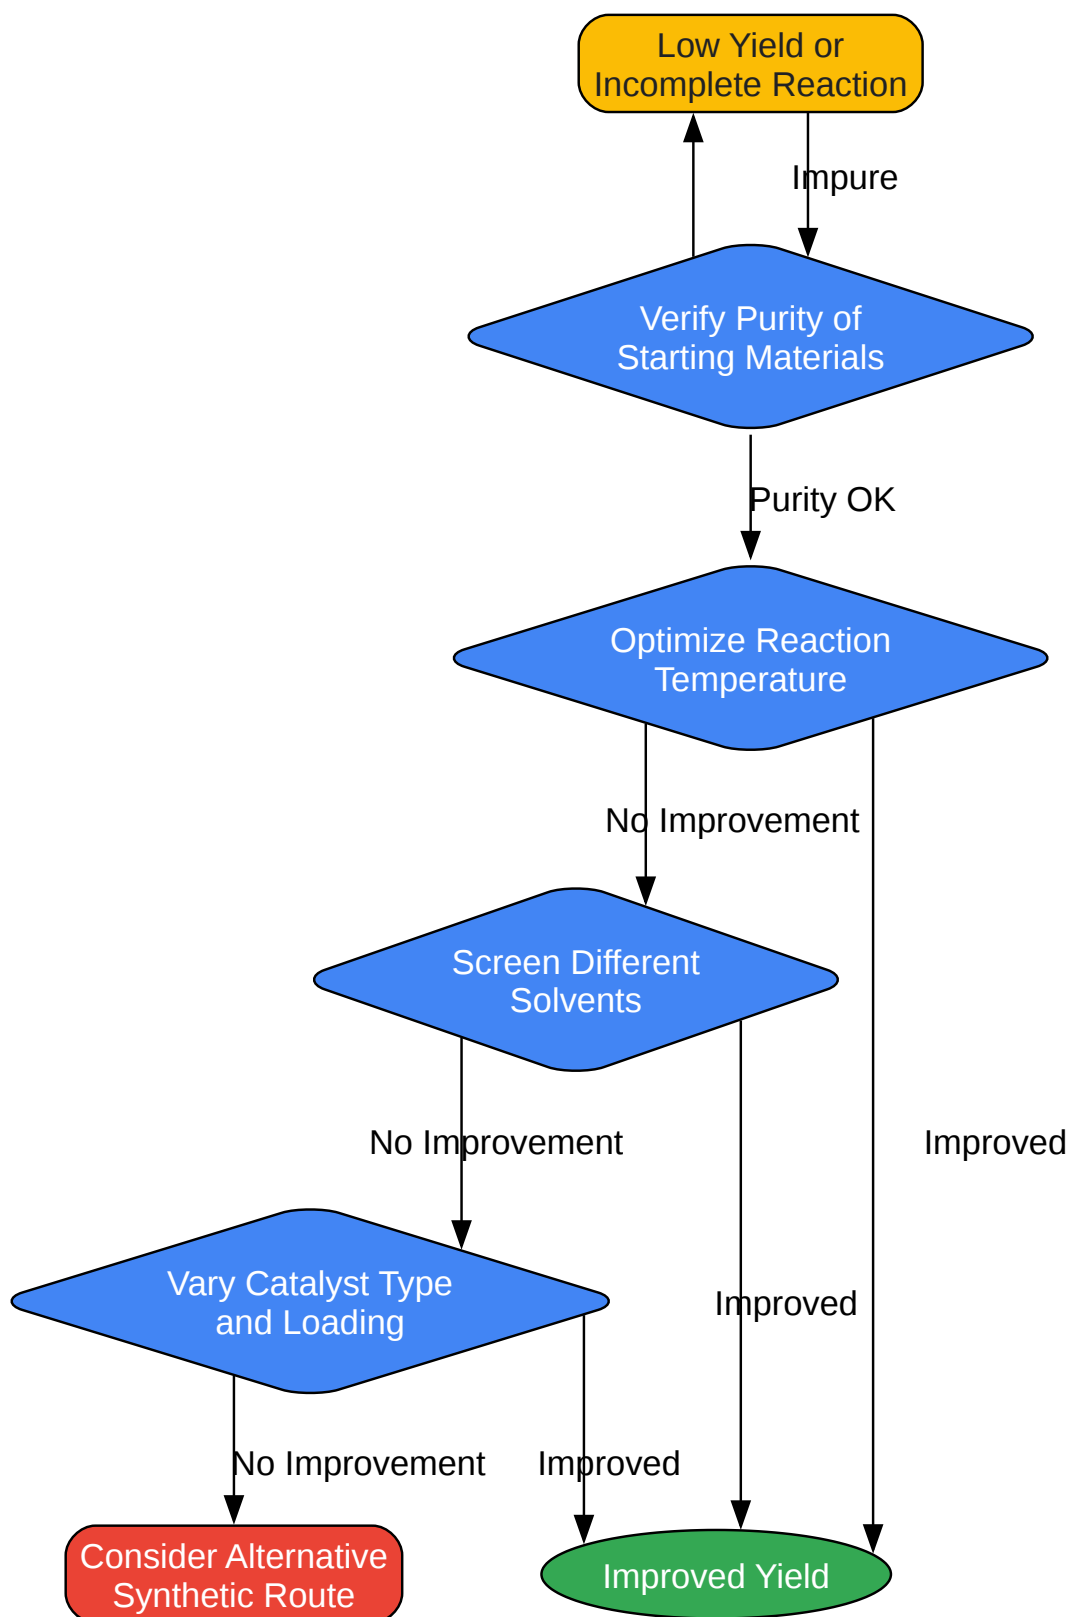 Low Yield or
Incomplete Reaction
Impure
Verify Purity of
Starting Materials
Purity OK
Optimize Reaction
Temperature
No Improvement
Screen Different
Solvents
No Improvement
Improved
Vary Catalyst Type
and Loading
Improved
No Improvement
Improved
Consider Alternative
Synthetic Route
Improved Yield